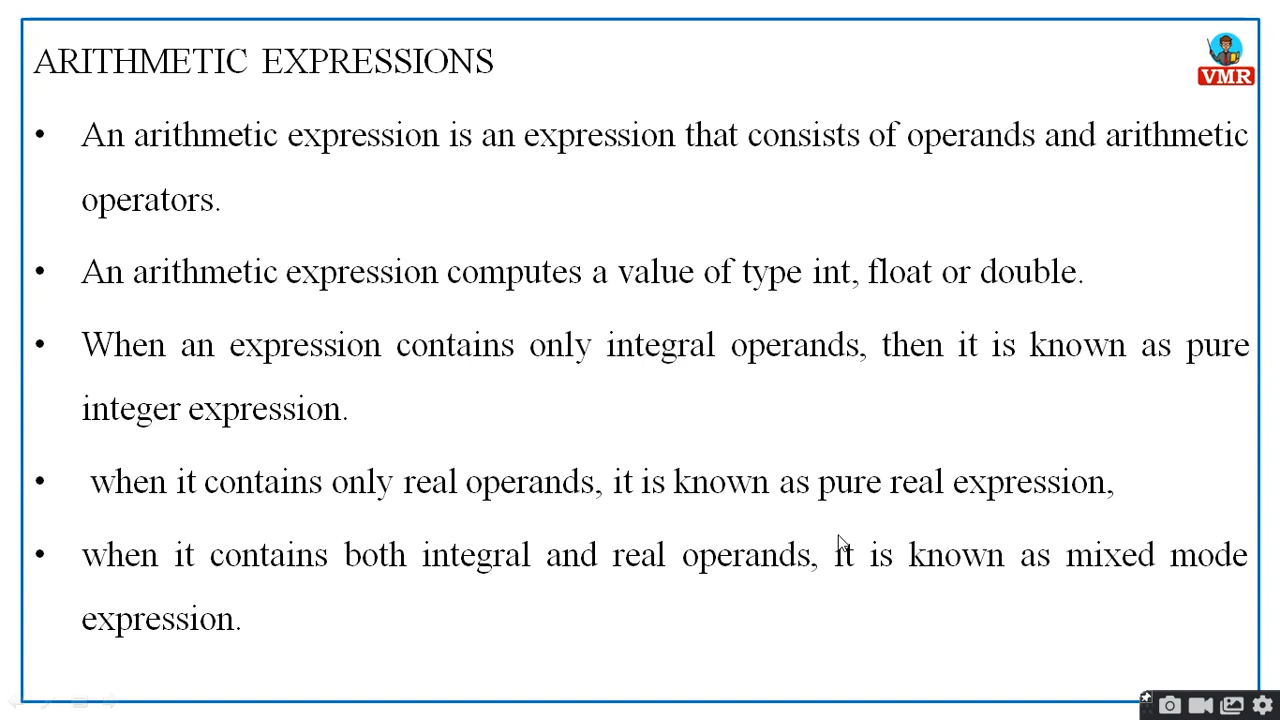 ARITHMETIC EXPRESSIONS
VMR
• An arithmetic expression is an expression that consists of operands and arithmetic
operators.
• An arithmetic expression computes a value of type int, float or double.
• When an expression contains only integral operands, then it is known as pure
integer expression.
• when it contains only real operands, it is known as pure real expression,
• when it contains both integral and real operands, it is known as mixed mode
expression.